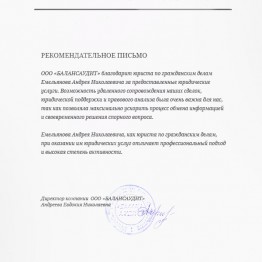 РЕКОМЕНДАТЕЛЬНОЕ ПИСЬМО
ООО «БАЛАНСАУДИТ» благодарит юриста по гражданским делам
Емельянова Андрея Николаевича за предоставленные юридические
услуги. Возможность удаленного сопровождения наших сделок,
юридической поддержки и правового анализа была очень важна для нас,
так как позволяла максимально ускорить процесс обмена информацией
и своевременного решения спорного вопроса.
Емельянова Андрея Николаевича, как юриста по гражданским делам,
при оказании им юридических услуг отличает профессиональный подход
и высокая степень активности.
Директор компании ООО «БАЛАНСАУДИТ»
Андреева Евдокия Николаевна